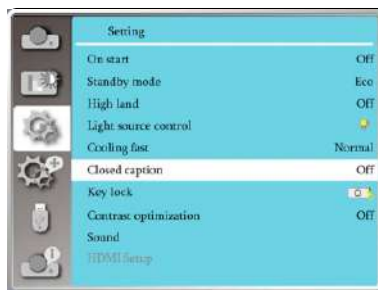 Setting
On start Off
Standby mode Eco
High land Off
Light source control
Cooling fast Normal
Closed caption Off
Key lock
Contrast optimization Off
Sound
HDMI Setup